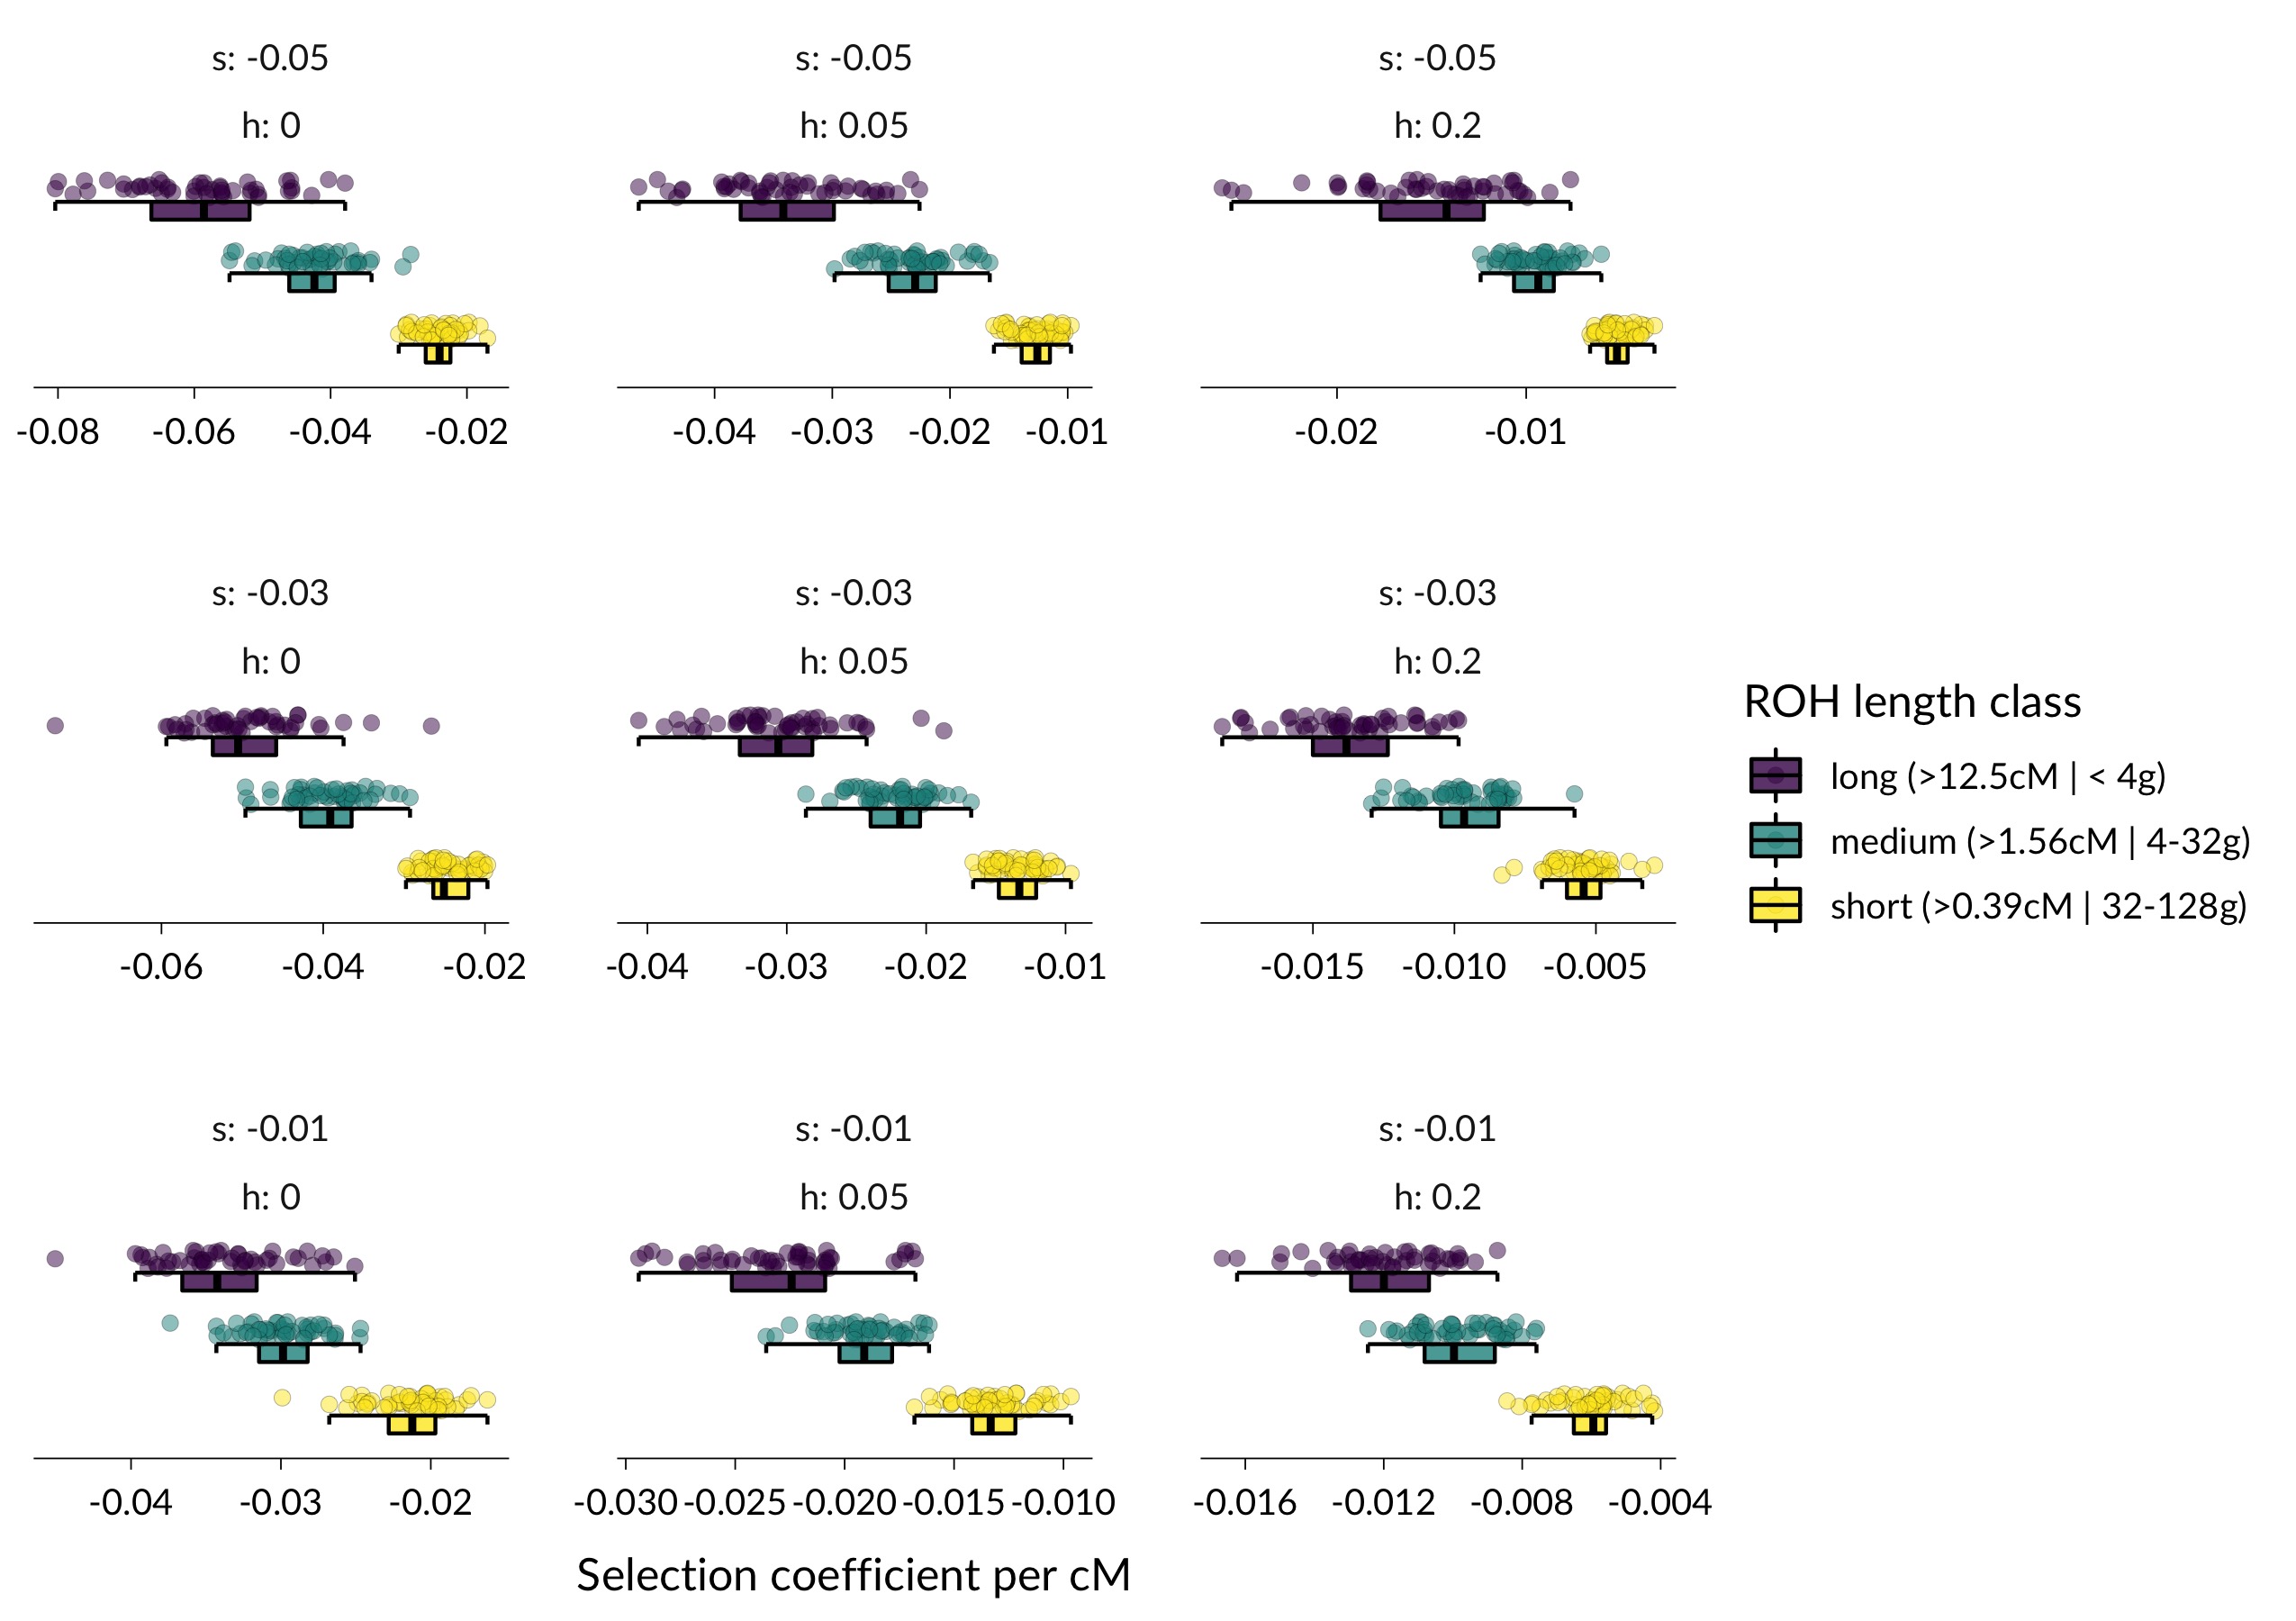 s: -0.05 s: -0.05 s: -0.05
h: 0 h: 0.05 h: 0.2
-0.08 -0.06 -0.04 -0.02 -0.04 -0.03 -0.02 -0.01 -0.02 -0.01
s: -0.03 s: -0.03 s: -0.03
h: 0 h: 0.05 h: 0.2
-0.06 -0.04 -0.02 -0.04 -0.03 -0.02 -0.01 -0.015 -0.010 -0.005
s: -0.01 s: -0.01 s: -0.01
h: 0 h: 0.05 h: 0.2
-0.04 -0.03 -0.02 -0.030 -0.025 -0.020 -0.015 -0.010 -0.016 -0.012 -0.008 -0.004
Selection coefficient per cM
ROH length class
long (>12.5cM | < 4g)
medium (>1.56cM | 4-32g)
short (>0.39cM | 32-128g)